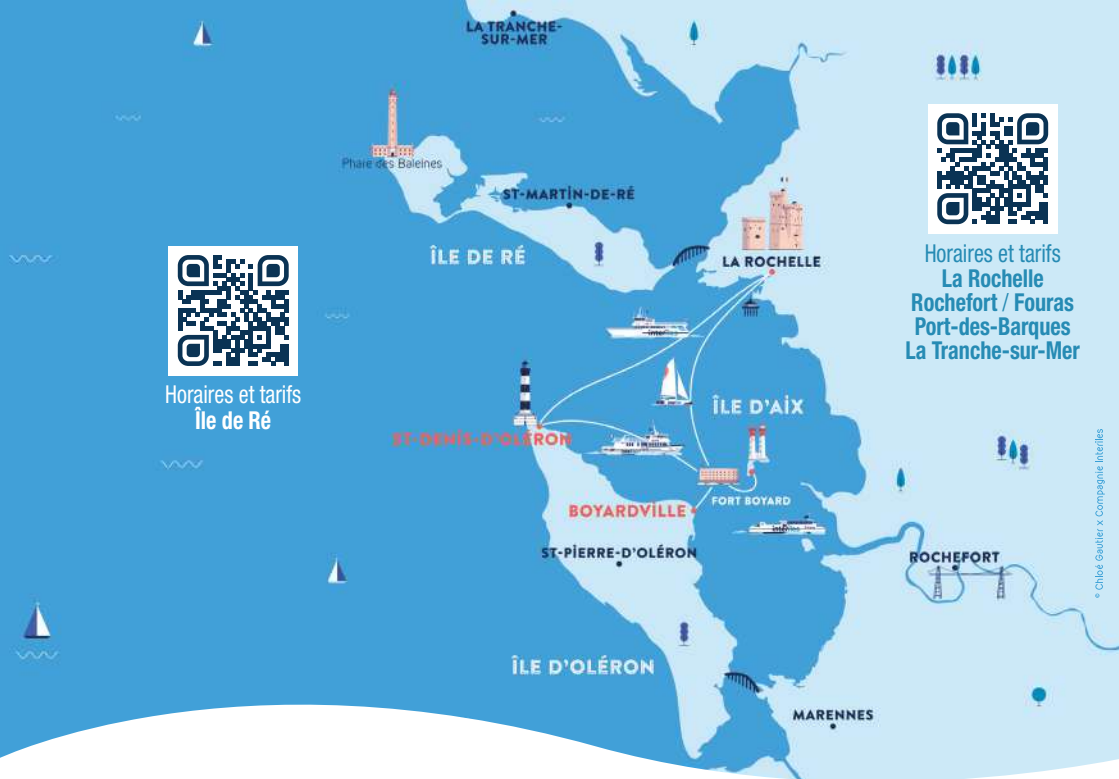 LA TRANCHE-
SUR-MER
Phare des Baleines
ST-MARTIN-DE-RÉ
ÎLE DE RÉ
LA ROCHELLE
Horaires et tarifs
La Rochelle
Rochefort / Fouras
Port-des-Barques
La Tranche-sur-Mer
interîles
Horaires et tarifs
Île de Ré
ÎLE D'AIX
ST-DENIS-D'OLÉRON
FORT BOYARD
BOYARDVILLE
interîles
ST-PIERRE-D'OLÉRON
ROCHEFORT
ÎLE D'OLÉRON
MARENNES
° Chloé Gautier x Compagnie Interîles